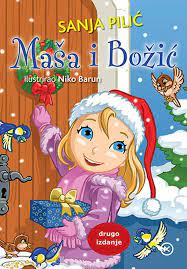 SANJA PILIĆ
Maša i Božić
Ilustrirao Niko Barun
drugo
izdanje